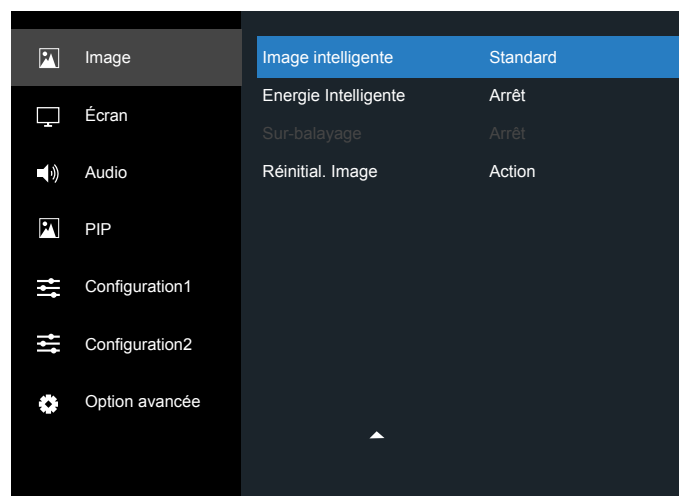 Image
Écran
Audio
PIP
Configuration1
Configuration2
Option avancée
Image intelligente Standard
Energie Intelligente Arrêt
Sur-balayage Arrêt
Réinitial. Image Action